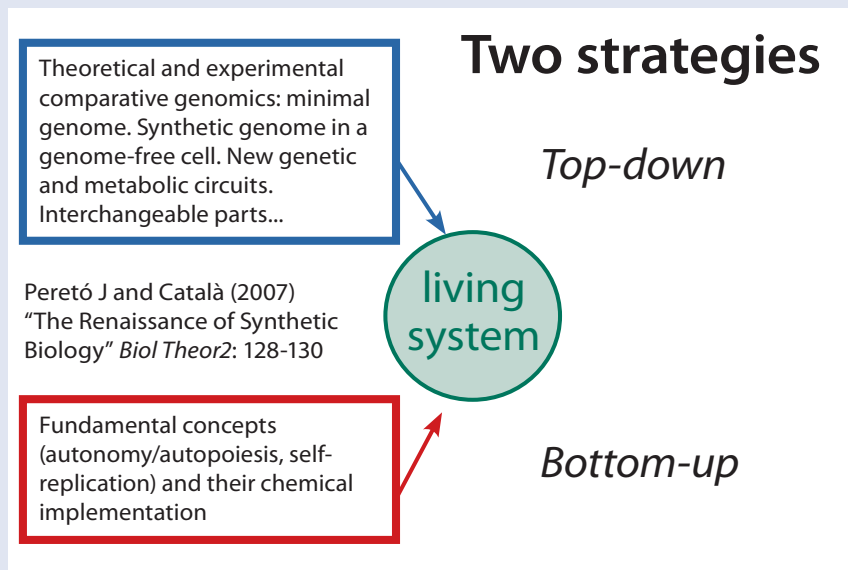 Two strategies
Theoretical and experimental
comparative genomics: minimal
genome. Synthetic genome in a
genome-free cell. New genetic
and metabolic circuits.
Interchangeable parts...
Top-down
living
system
Peretó J and Català (2007)
“The Renaissance of Synthetic
Biology” Biol Theor2: 128-130
Fundamental concepts
(autonomy/autopoiesis, self-
replication) and their chemical
implementation
Bottom-up